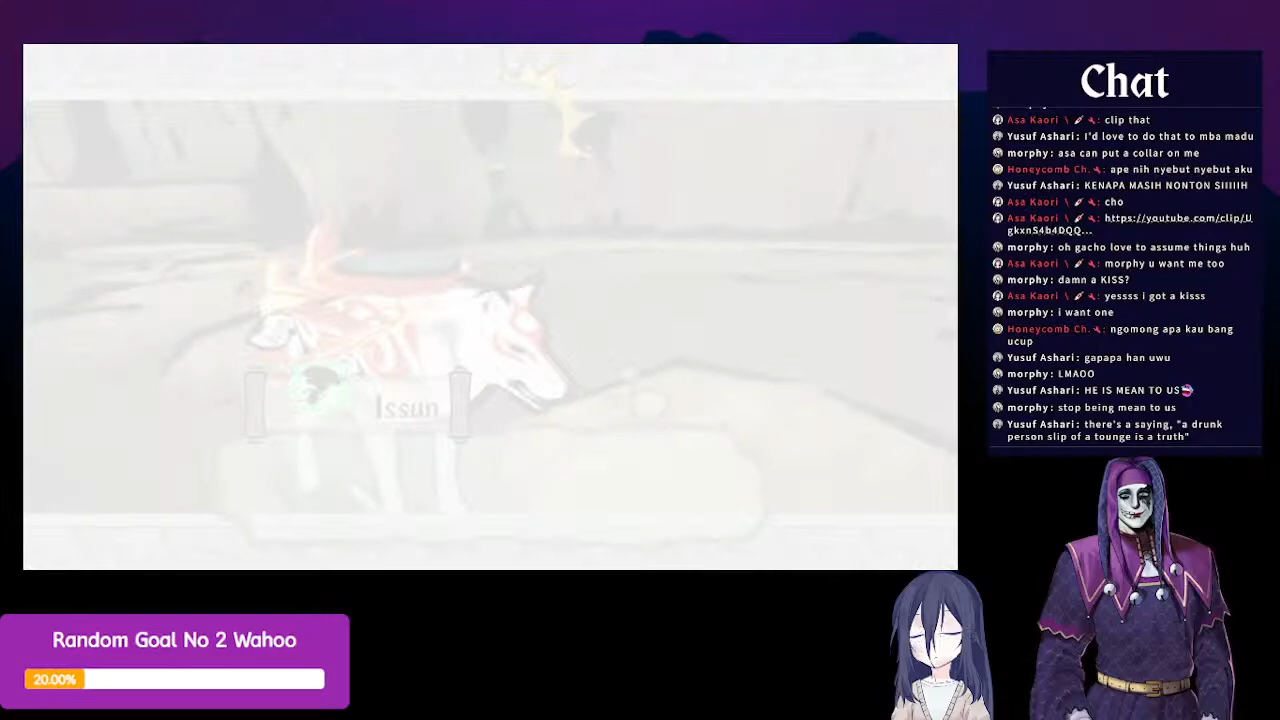 Issun
Chat
Asa Kaori \ : clip that
Yusuf Ashari: I'd love to do that to mba madu
morphy: asa can put a collar on me
Honeycomb Ch. : ape nih nyebut nyebut aku
Yusuf Ashari: KENAPA MASIH NONTON SIIIIIH
Asa Kaori \ : cho
Asa Kaori \ : https://youtube.com/clip/U
gkxnS4b4DQQ...
morphy: oh gacho love to assume things huh
Asa Kaori \ : morphy u want me too
morphy: damn a KISS?
Asa Kaori \ : yessss i got a kisss
morphy: i want one
Honeycomb Ch. : ngomong apa kau bang
ucup
Yusuf Ashari: gapapa han uwu
morphy: LMAOO
Yusuf Ashari: HE IS MEAN TO US
morphy: stop being mean to us
Yusuf Ashari: there's a saying, "a drunk
person slip of a tounge is a truth"
Random Goal No 2 Wahoo
20.00%